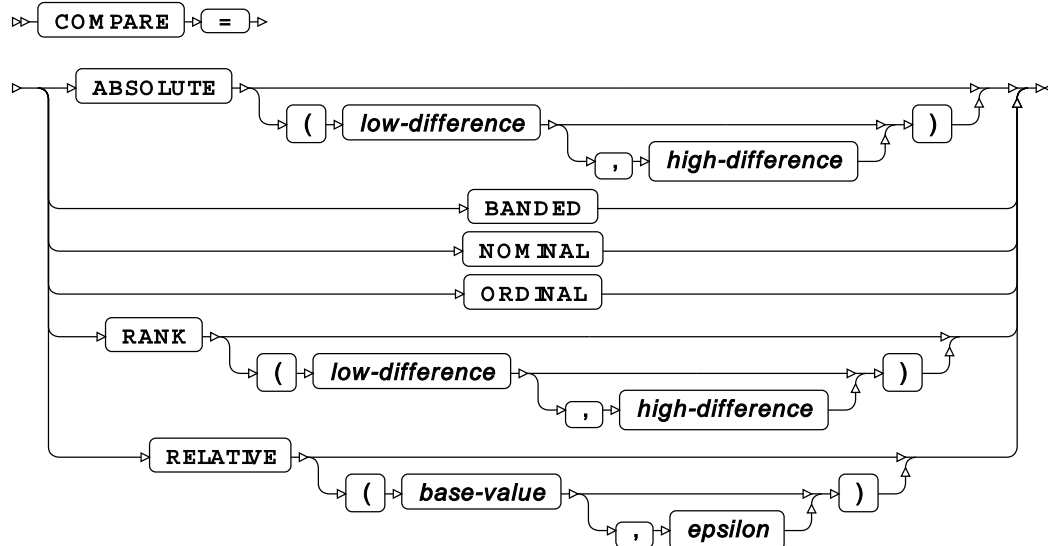 COMPARE =
ABSOLUTE
( low-difference )
, high-difference
BANDED
NOMINAL
ORDINAL
RANK
( low-difference )
, high-difference
RELATIVE
( base-value )
, epsilon